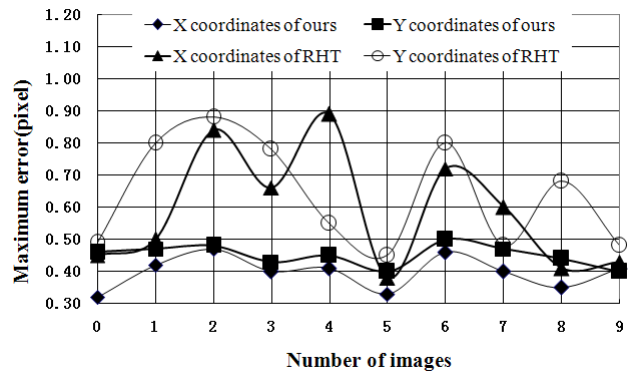 1.20
1.10
1.00
0.90
0.80
0.70
0.60
0.50
0.40
0.30
X coordinates of ours
Y coordinates of ours
X coordinates of RHT
Y coordinates of RHT
Maximum error(pixel)
0 1 2 3 4 5 6 7 8 9
Number of images